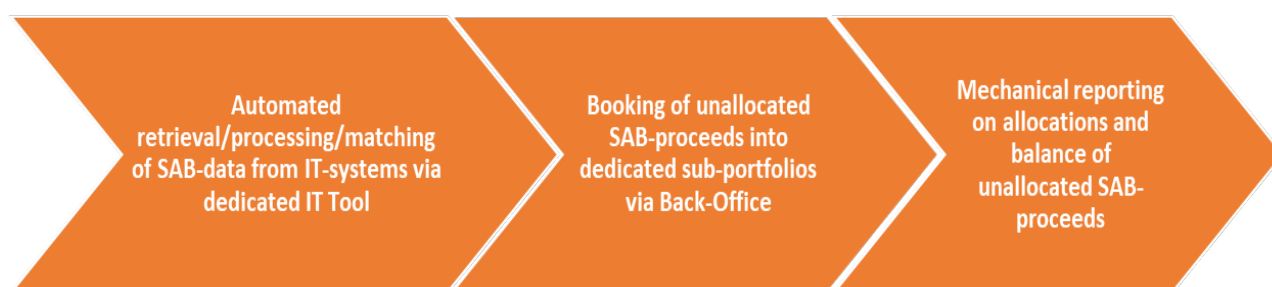 Automated
retrieval/processing/matching
of SAB-data from IT-systems via
dedicated IT Tool
Booking of unallocated
SAB-proceeds into
dedicated sub-portfolios
via Back-Office
Mechanical reporting
on allocations and
balance of
unallocated SAB-
proceeds